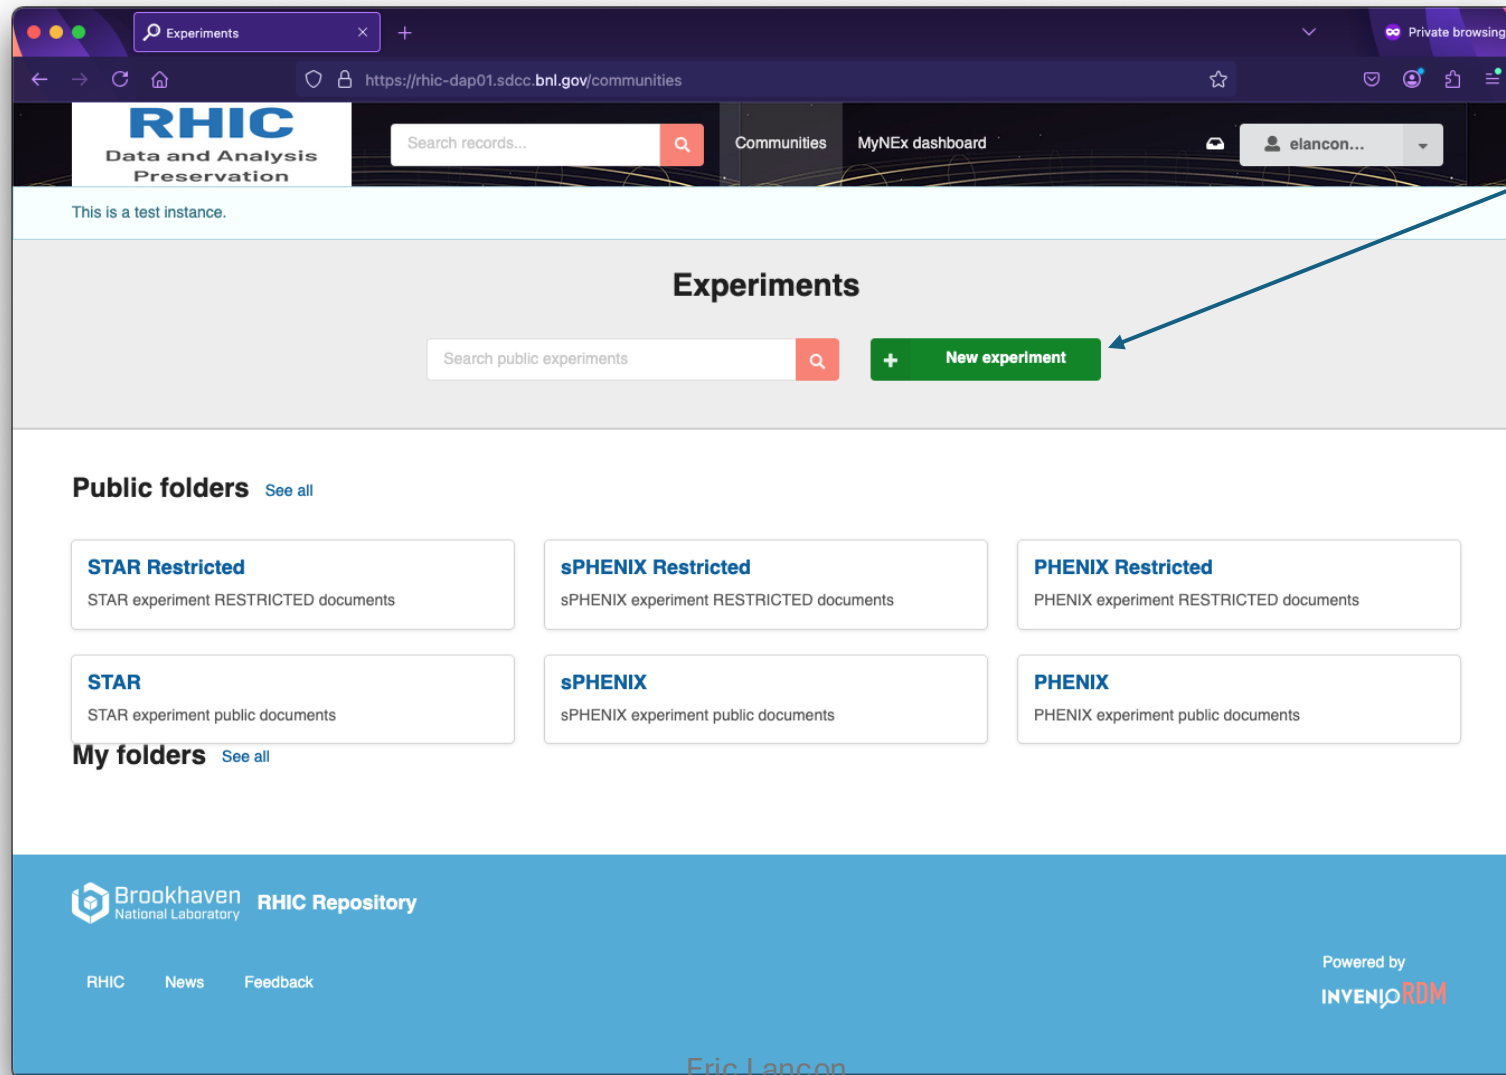 Experiments
Private browsing
https://rhic-dap01.sdcc.bnl.gov/communities
RHIC
Data and Analysis
Preservation
Search records...
Communities
MyNEx dashboard
elancon...
This is a test instance.
Experiments
Search public experiments
New experiment
Public folders See all
STAR Restricted
STAR experiment RESTRICTED documents
sPHENIX Restricted
sPHENIX experiment RESTRICTED documents
PHENIX Restricted
PHENIX experiment RESTRICTED documents
STAR
STAR experiment public documents
sPHENIX
sPHENIX experiment public documents
PHENIX
PHENIX experiment public documents
My folders See all
Brookhaven
National Laboratory
RHIC Repository
RHIC News Feedback
Powered by
INVENIORDM
Eric Lancon